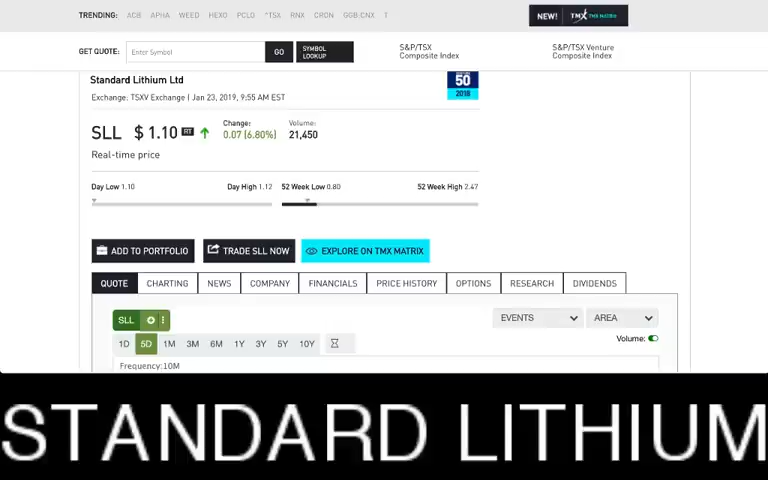 TRENDING: ACB APHA WEED HEXO PCLO ^TSX RNX CRON GGB:CNX T
NEW! TMX TMX MATRIX
GET QUOTE: Enter Symbol GO SYMBOL LOOKUP
S&P/TSX Composite Index
S&P/TSX Venture Composite Index
Standard Lithium Ltd
50
2018
Exchange: TSXV Exchange | Jan 23, 2019, 9:55 AM EST
SLL $ 1.10 RT
Change: 0.07 (6.80%)
Volume: 21,450
Real-time price
Day Low 1.10 Day High 1.12 52 Week Low 0.80 52 Week High 2.47
ADD TO PORTFOLIO TRADE SLL NOW EXPLORE ON TMX MATRIX
QUOTE CHARTING NEWS COMPANY FINANCIALS PRICE HISTORY OPTIONS RESEARCH DIVIDENDS
SLL EVENTS AREA
1D 5D 1M 3M 6M 1Y 3Y 5Y 10Y Volume:
Frequency:10M
STANDARD LITHIUM